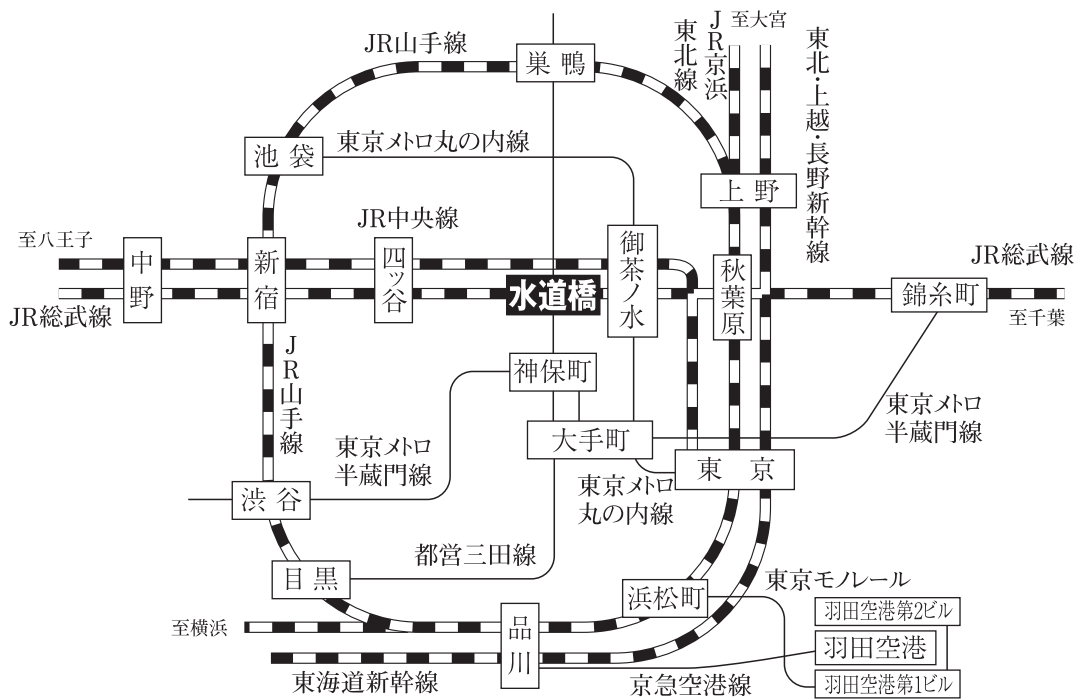 至大宮
JR京浜
東北線
東北・上越・長野新幹線
JR山手線
巣鴨
東京メトロ丸の内線
池袋
上野
JR中央線
至八王子
中野
新宿
四ッ谷
御茶ノ水
秋葉原
水道橋
JR総武線
錦糸町
至千葉
JR総武線
JR山手線
神保町
大手町
東京メトロ
半蔵門線
東京メトロ
半蔵門線
東京
東京メトロ
丸の内線
渋谷
都営三田線
目黒
東京モノレール
浜松町
羽田空港第2ビル
羽田空港
羽田空港第1ビル
至横浜
品川
東海道新幹線
京急空港線